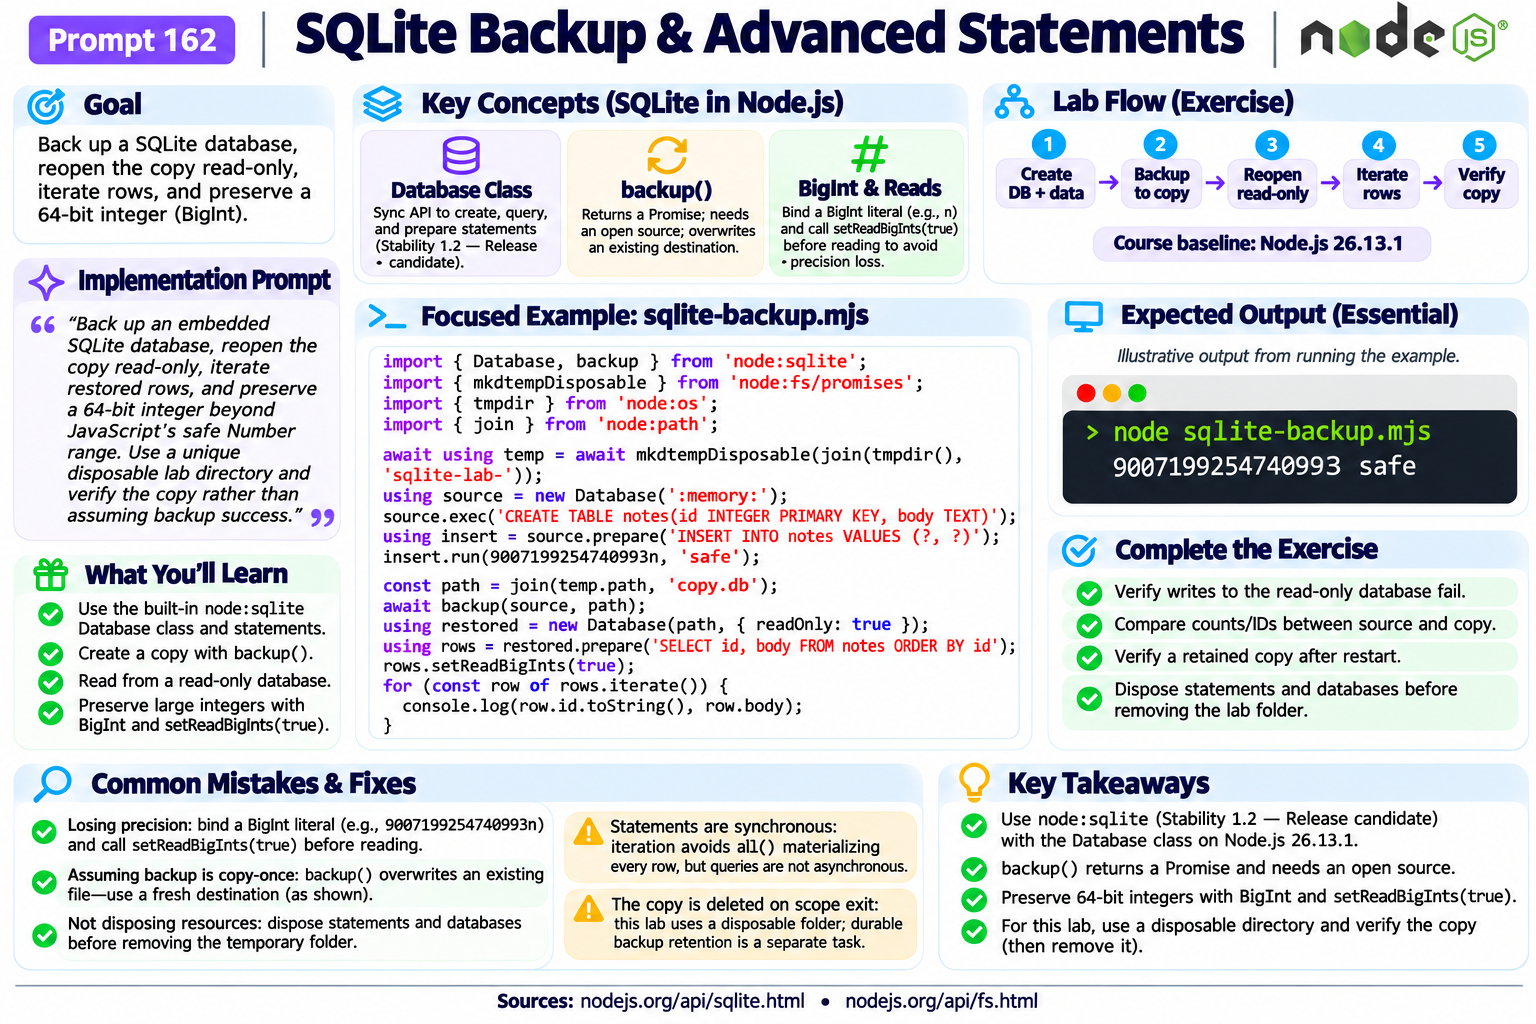 Prompt 162
SQLite Backup & Advanced Statements
node JS ®
Goal
Back up a SQLite database,
reopen the copy read-only,
iterate rows, and preserve a
64-bit integer (BigInt).
Implementation Prompt
“Back up an embedded
SQLite database, reopen the
copy read-only, iterate
restored rows, and preserve
a 64-bit integer beyond
JavaScript's safe Number
range. Use a unique
disposable lab directory and
verify the copy rather than
assuming backup success.”
What You'll Learn
Use the built-in node:sqlite
Database class and statements.
Create a copy with backup().
Read from a read-only database.
Preserve large integers with
BigInt and setReadBigInts(true).
Key Concepts (SQLite in Node.js)
Database Class
Sync API to create, query,
and prepare statements
(Stability 1.2 — Release
• candidate).
backup()
Returns a Promise; needs
an open source; overwrites
an existing destination.
BigInt & Reads
Bind a BigInt literal (e.g., n)
and call setReadBigInts(true)
before reading to avoid
• precision loss.
Lab Flow (Exercise)
1
Create
DB + data
2
Backup
to copy
3
Reopen
read-only
4
Iterate
rows
5
Verify
copy
Course baseline: Node.js 26.13.1
Focused Example: sqlite-backup.mjs
import { Database, backup } from 'node:sqlite';
import { mkdtempDisposable } from 'node:fs/promises';
import { tmpdir } from 'node:os';
import { join } from 'node:path';
await using temp = await mkdtempDisposable(join(tmpdir(),
'sqlite-lab-'));
using source = new Database(':memory:');
source.exec('CREATE TABLE notes(id INTEGER PRIMARY KEY, body TEXT)');
using insert = source.prepare('INSERT INTO notes VALUES (?, ?)');
insert.run(9007199254740993n, 'safe');
const path = join(temp.path, 'copy.db');
await backup(source, path);
using restored = new Database(path, { readOnly: true });
using rows = restored.prepare('SELECT id, body FROM notes ORDER BY id');
rows.setReadBigInts(true);
for (const row of rows.iterate()) {
console.log(row.id.toString(), row.body);
}
Expected Output (Essential)
Illustrative output from running the example.
> node sqlite-backup.mjs
9007199254740993 safe
Complete the Exercise
Verify writes to the read-only database fail.
Compare counts/IDs between source and copy.
Verify a retained copy after restart.
Dispose statements and databases before
removing the lab folder.
Common Mistakes & Fixes
Losing precision: bind a BigInt literal (e.g., 9007199254740993n)
and call setReadBigInts(true) before reading.
Assuming backup is copy-once: backup() overwrites an existing
file—use a fresh destination (as shown).
Not disposing resources: dispose statements and databases
before removing the temporary folder.
Statements are synchronous:
iteration avoids all() materializing
every row, but queries are not asynchronous.
The copy is deleted on scope exit:
this lab uses a disposable folder; durable
backup retention is a separate task.
Key Takeaways
Use node:sqlite (Stability 1.2 — Release candidate)
with the Database class on Node.js 26.13.1.
backup() returns a Promise and needs an open source.
Preserve 64-bit integers with BigInt and setReadBigInts(true).
For this lab, use a disposable directory and verify the copy
(then remove it).
Sources: nodejs.org/api/sqlite.html • nodejs.org/api/fs.html